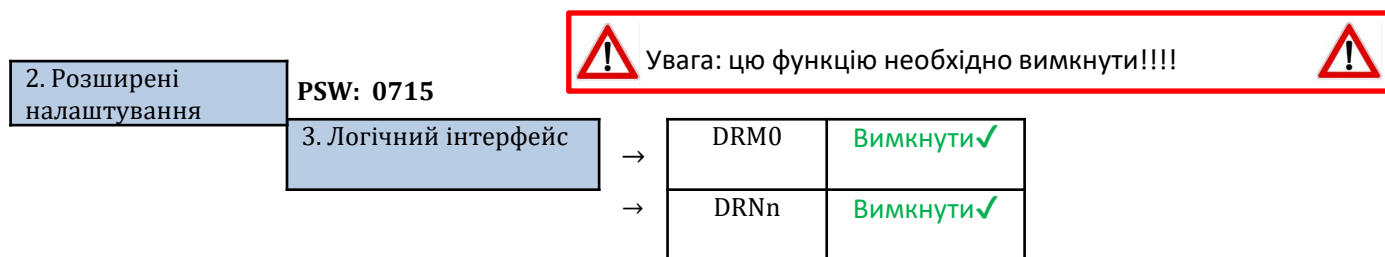 Увага: цю функцію необхідно вимкнути!!!!
2. Розширені
налаштування
PSW: 0715
3. Логічний інтерфейс
→ DRM0 Вимкнути✓
→ DRNn Вимкнути✓